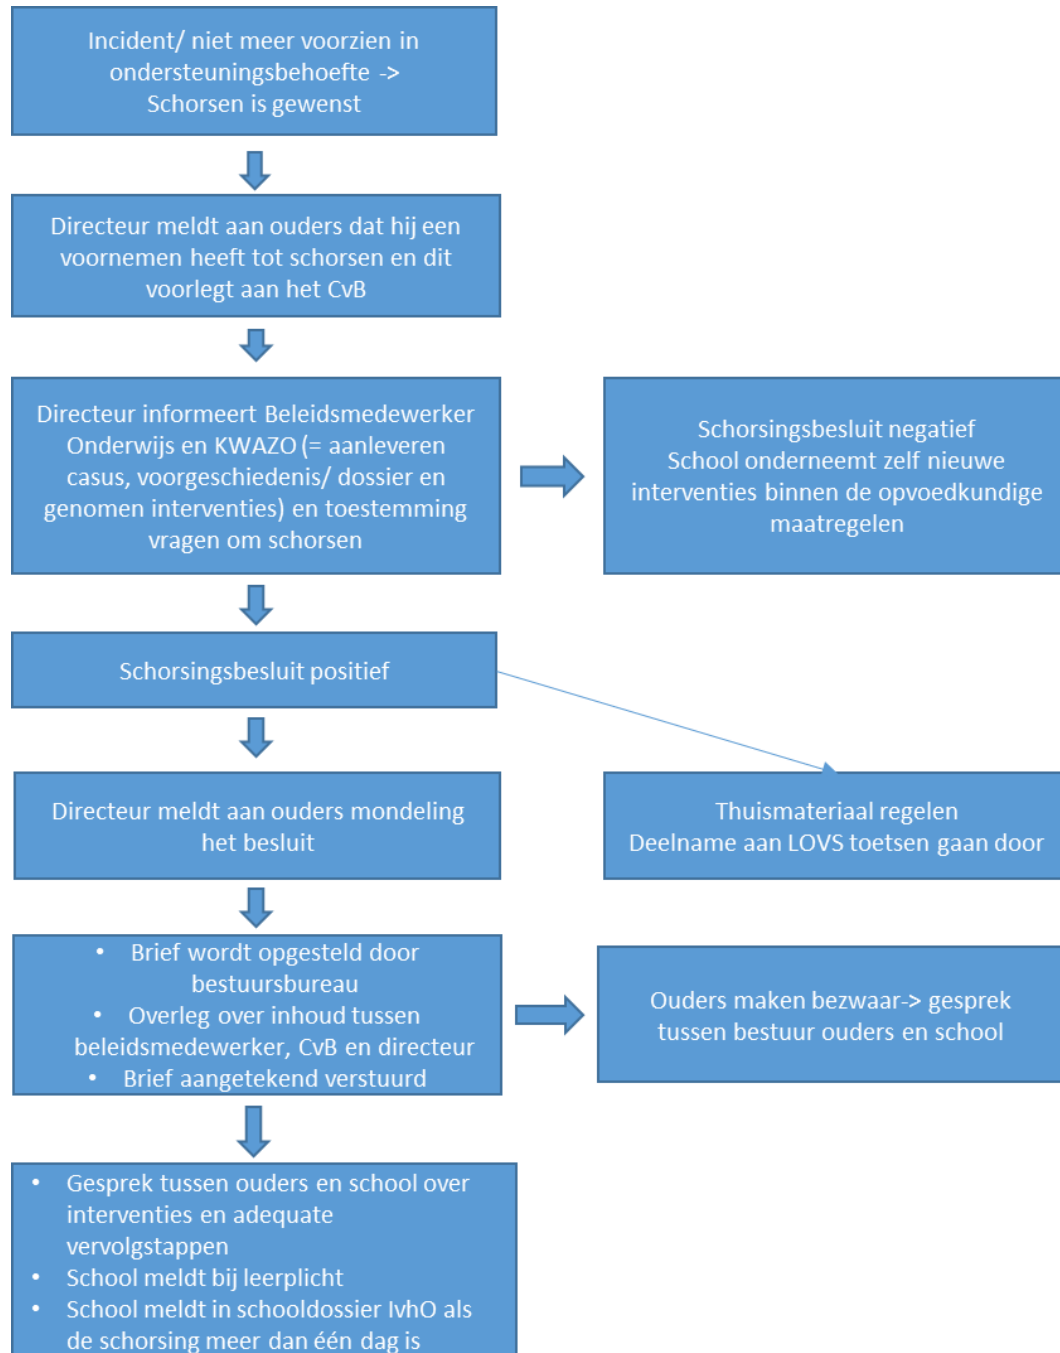 Incident/ niet meer voorzien in
ondersteuningsbehoefte ->
Schorsen is gewenst
Directeur meldt aan ouders dat hij een
voornemen heeft tot schorsen en dit
voorlegt aan het CvB
Directeur informeert Beleidsmedewerker
Onderwijs en KWAZO (= aanleveren
casus, voorgeschiedenis/ dossier en
genomen interventies) en toestemming
vragen om schorsen
Schorsingsbesluit negatief
School onderneemt zelf nieuwe
interventies binnen de opvoedkundige
maatregelen
Schorsingsbesluit positief
Directeur meldt aan ouders mondeling
het besluit
Thuismateriaal regelen
Deelname aan LOVS toetsen gaan door
• Brief wordt opgesteld door
bestuursbureau
• Overleg over inhoud tussen
beleidsmedewerker, CvB en directeur
• Brief aangetekend verstuurd
Ouders maken bezwaar-> gesprek
tussen bestuur ouders en school
• Gesprek tussen ouders en school over
interventies en adequate
vervolgstappen
• School meldt bij leerplicht
• School meldt in schooldossier IvhO als
de schorsing meer dan één dag is